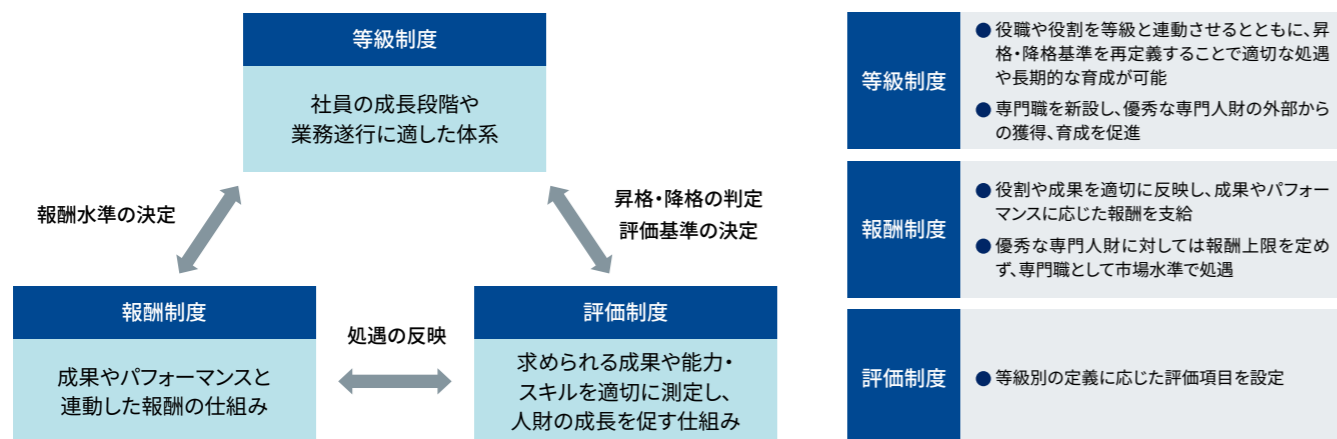 等級制度
社員の成長段階や
業務遂行に適した体系
報酬水準の決定
昇格・降格の判定
評価基準の決定
報酬制度
成果やパフォーマンスと
連動した報酬の仕組み
処遇の反映
評価制度
求められる成果や能力・
スキルを適切に測定し、
人財の成長を促す仕組み
等級制度
● 役職や役割を等級と連動させるとともに、昇
格・降格基準を再定義することで適切な処遇
や長期的な育成が可能
● 専門職を新設し、優秀な専門人財の外部から
の獲得、育成を促進
報酬制度
● 役割や成果を適切に反映し、成果やパフォー
マンスに応じた報酬を支給
● 優秀な専門人財に対しては報酬上限を定め
ず、専門職として市場水準で処遇
評価制度
● 等級別の定義に応じた評価項目を設定